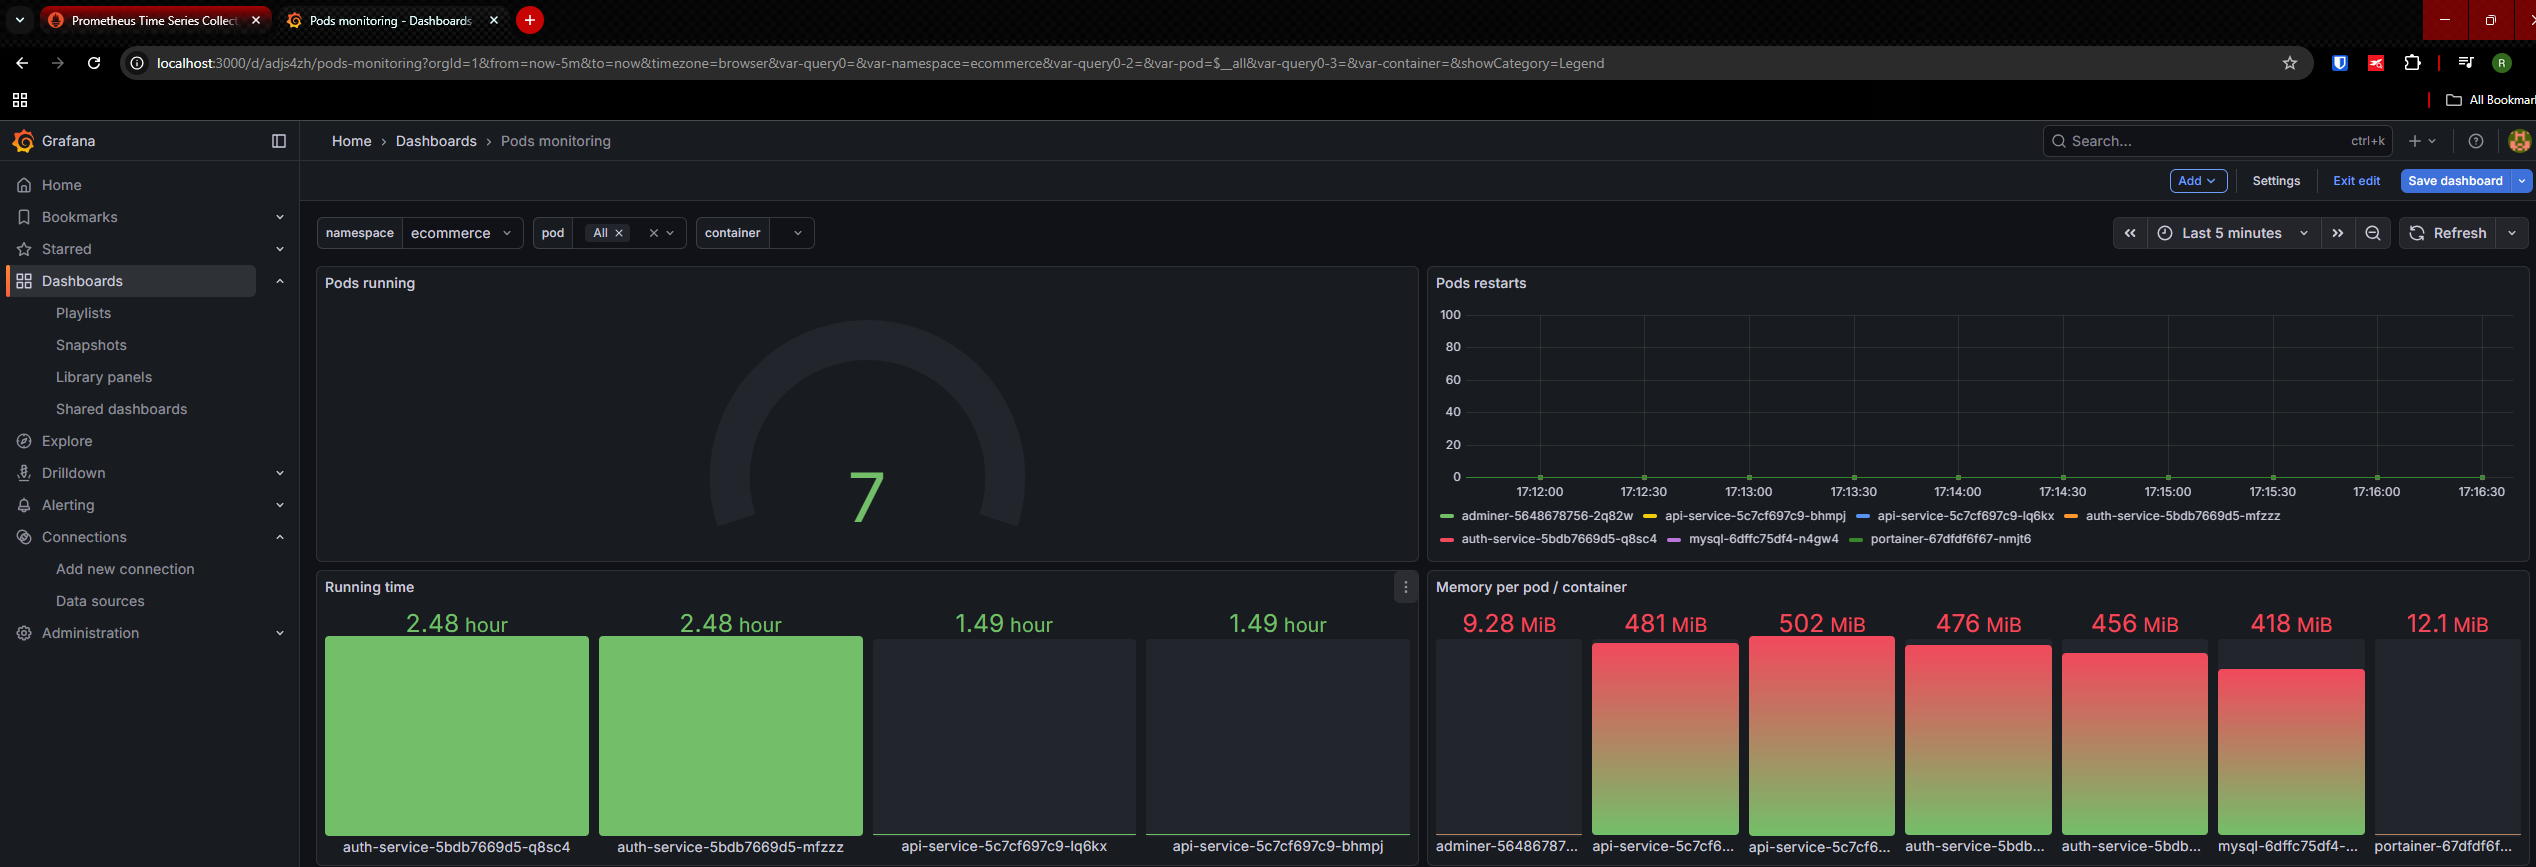 Prometheus Time Series Collect
Pods monitoring - Dashboards
localhost:3000/d/adjs4zh/pods-monitoring?orgId=1&from=now-5m&to=now&timezone=browser&var-query0=&var-namespace=ecommerce&var-query0-2=&var-pod=$__all&var-query0-3=&var-container=&showCategory=Legend
R
All Bookmar
Grafana
Home › Dashboards › Pods monitoring
Search... ctrl+k
Add Settings Exit edit Save dashboard
Home
Bookmarks
Starred
Dashboards
Playlists
Snapshots
Library panels
Shared dashboards
Explore
Drilldown
Alerting
Connections
Add new connection
Data sources
Administration
namespace ecommerce pod All container
Last 5 minutes Refresh
Pods running
7
Pods restarts
100
80
60
40
20
0
17:12:00 17:12:30 17:13:00 17:13:30 17:14:00 17:14:30 17:15:00 17:15:30 17:16:00 17:16:30
adminer-5648678756-2q82w api-service-5c7cf697c9-bhmpj api-service-5c7cf697c9-lq6kx auth-service-5bdb7669d5-mfzzz
auth-service-5bdb7669d5-q8sc4 mysql-6dffc75df4-n4gw4 portainer-67dfdf6f67-nmjt6
Running time
2.48 hour 2.48 hour 1.49 hour 1.49 hour
auth-service-5bdb7669d5-q8sc4 auth-service-5bdb7669d5-mfzzz api-service-5c7cf697c9-lq6kx api-service-5c7cf697c9-bhmpj
Memory per pod / container
9.28 MiB 481 MiB 502 MiB 476 MiB 456 MiB 418 MiB 12.1 MiB
adminer-56486787... api-service-5c7cf6... api-service-5c7cf6... auth-service-5bdb... auth-service-5bdb... mysql-6dffc75df4-... portainer-67dfdf6f...